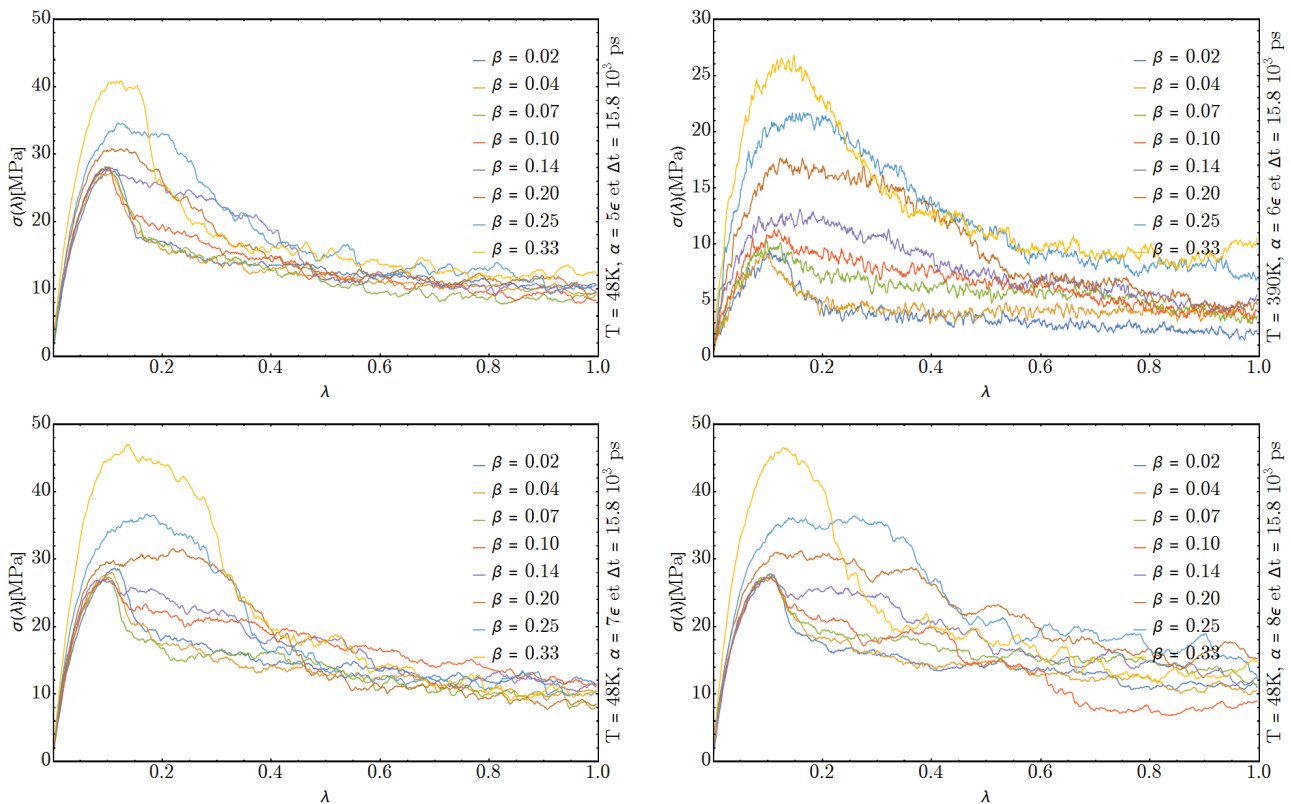 50
40
30
20
10
0
σ(λ)[MPa]
β = 0.02
β = 0.04
β = 0.07
β = 0.10
β = 0.14
β = 0.20
β = 0.25
β = 0.33
0.2 0.4 0.6 0.8 1.0
λ
T = 48K, α = 5ϵ et Δt = 15.8 10³ ps
30
25
20
15
10
5
0
σ(λ)(MPa)
β = 0.02
β = 0.04
β = 0.07
β = 0.10
β = 0.14
β = 0.20
β = 0.25
β = 0.33
0.2 0.4 0.6 0.8 1.0
λ
T = 390K, α = 6ϵ et Δt = 15.8 10³ ps
50
40
30
20
10
0
σ(λ)[MPa]
β = 0.02
β = 0.04
β = 0.07
β = 0.10
β = 0.14
β = 0.20
β = 0.25
β = 0.33
0.2 0.4 0.6 0.8 1.0
λ
T = 48K, α = 7ϵ et Δt = 15.8 10³ ps
50
40
30
20
10
0
σ(λ)[MPa]
β = 0.02
β = 0.04
β = 0.07
β = 0.10
β = 0.14
β = 0.20
β = 0.25
β = 0.33
0.2 0.4 0.6 0.8 1.0
λ
T = 48K, α = 8ϵ et Δt = 15.8 10³ ps